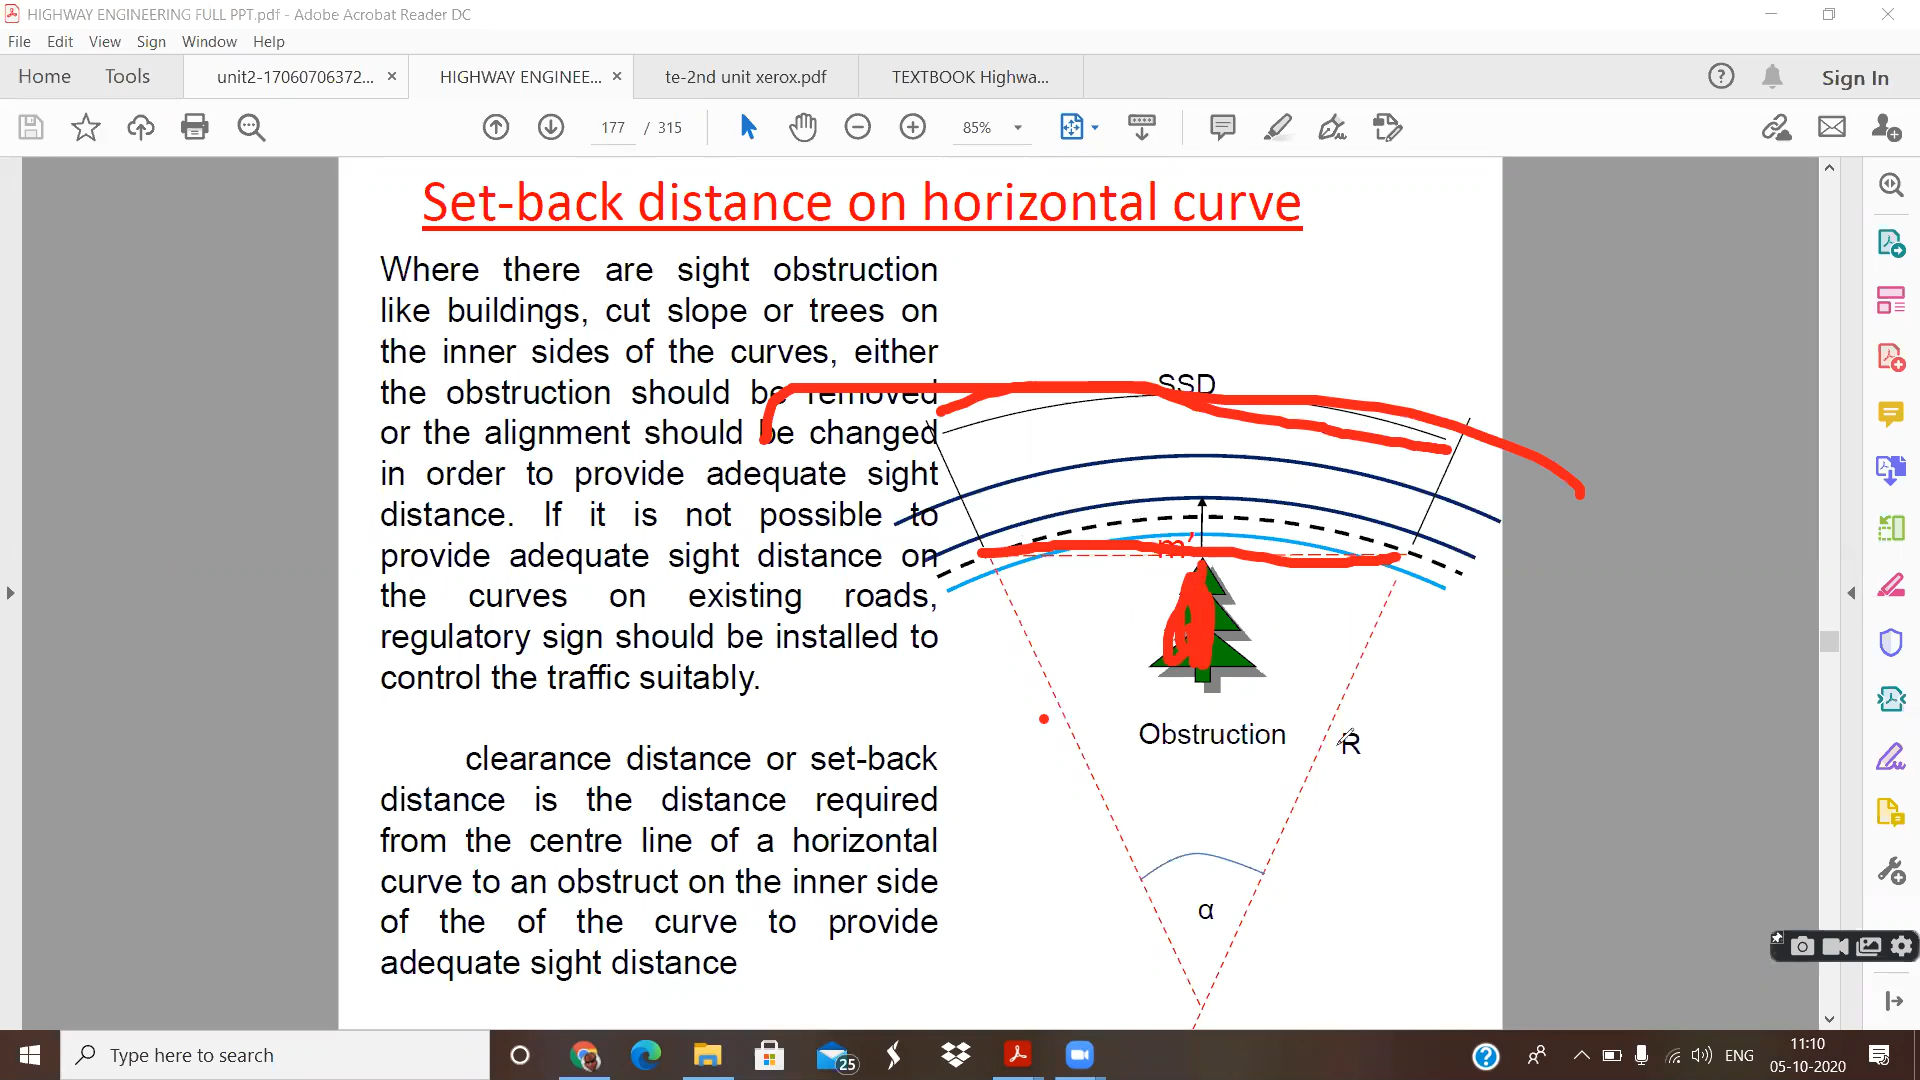 HIGHWAY ENGINEERING FULL PPT.pdf - Adobe Acrobat Reader DC
File Edit View Sign Window Help
Home Tools unit2-17060706372... × HIGHWAY ENGINEE... × te-2nd unit xerox.pdf TEXTBOOK Highwa... Sign In
177 / 315 85%
Set-back distance on horizontal curve
Where there are sight obstruction
like buildings, cut slope or trees on
the inner sides of the curves, either
the obstruction should be removed
or the alignment should be changed
in order to provide adequate sight
distance. If it is not possible to
provide adequate sight distance on
the curves on existing roads,
regulatory sign should be installed to
control the traffic suitably.
clearance distance or set-back
distance is the distance required
from the centre line of a horizontal
curve to an obstruct on the inner side
of the of the curve to provide
adequate sight distance
SSD
m'
Obstruction
R
α
Type here to search
25
ENG
11:10
05-10-2020